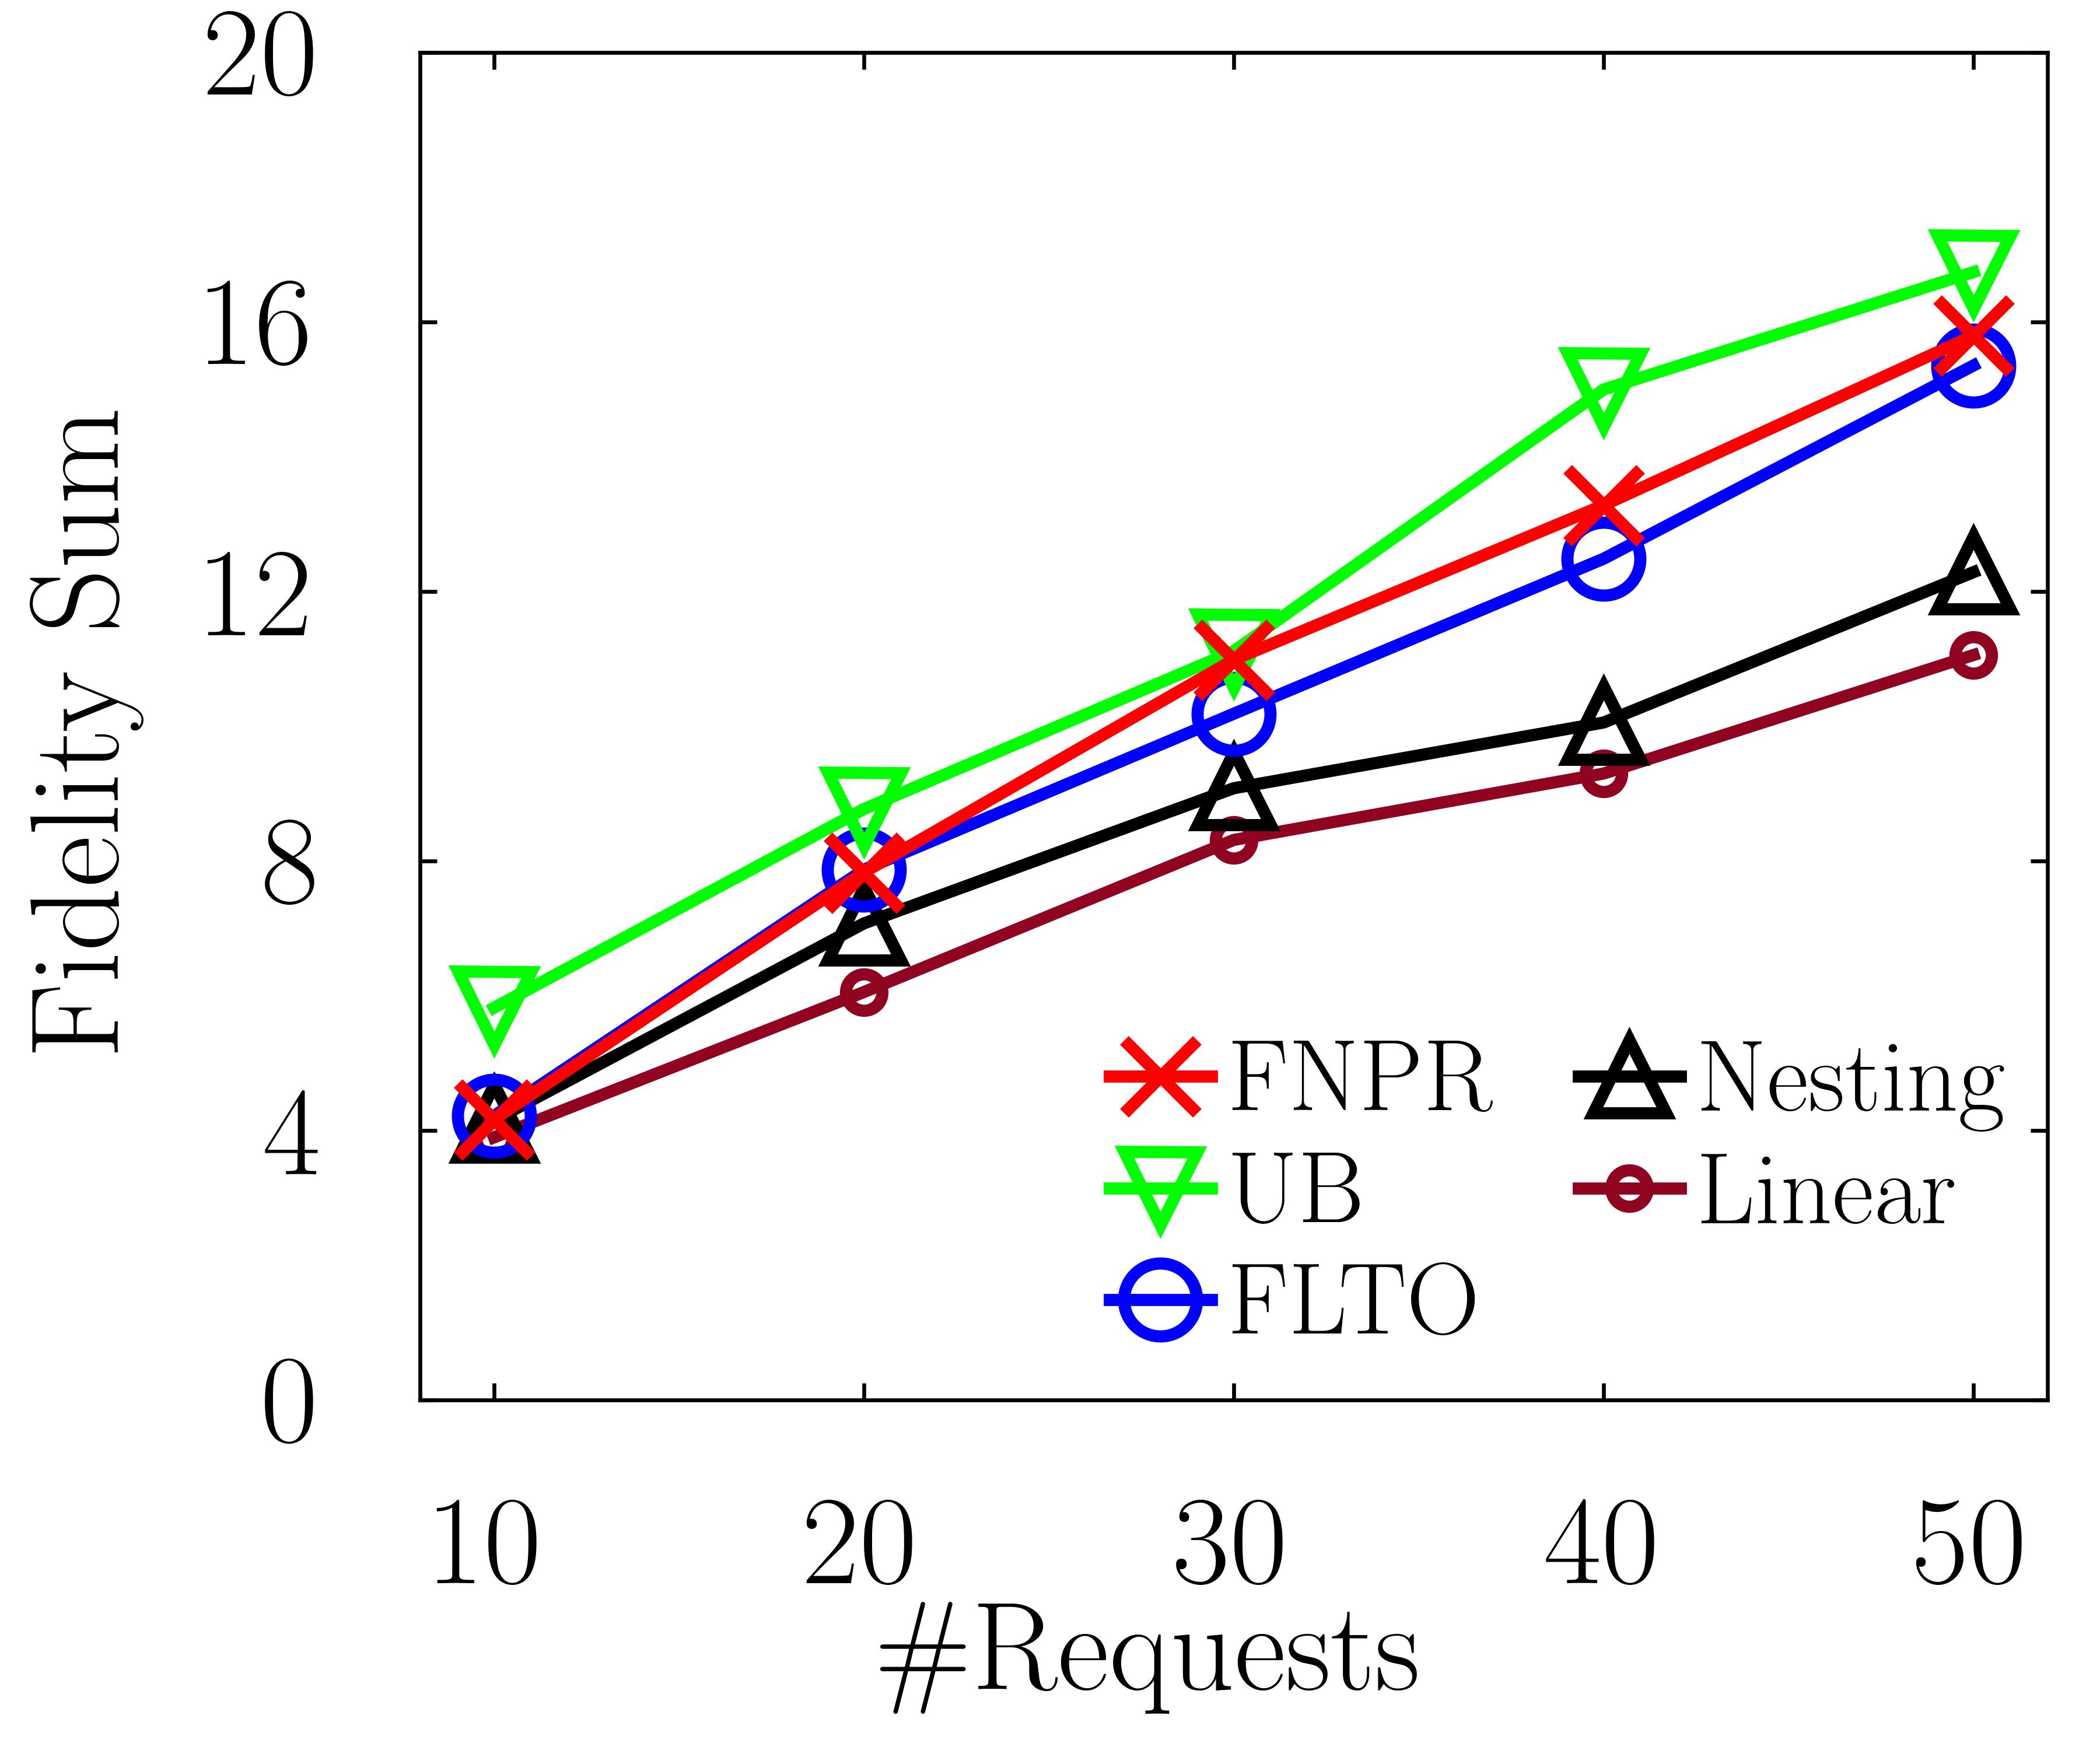 20
16
12
8
4
0
Fidelity Sum
FNPR
UB
FLTO
Nesting
Linear
10 20 30 40 50
#Requests